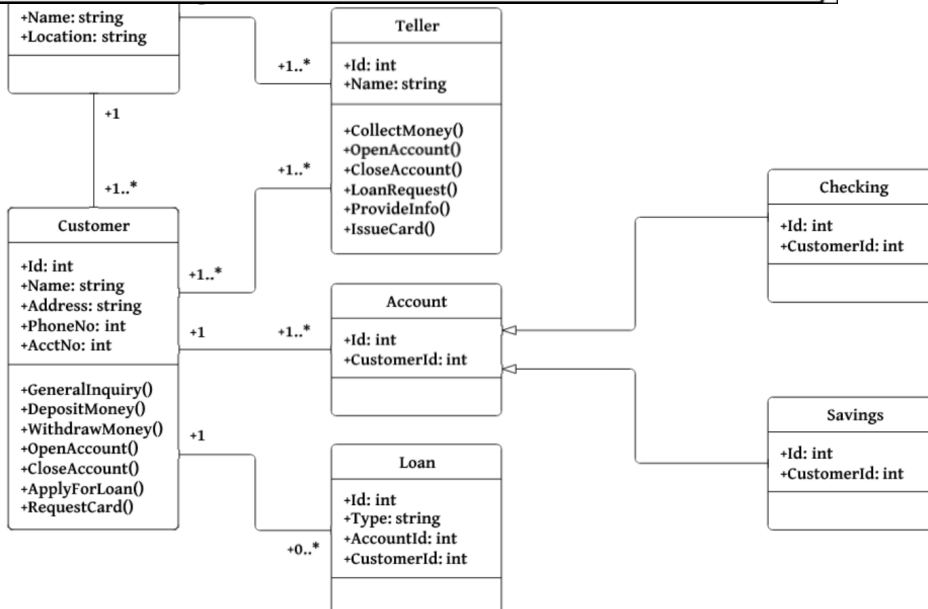 +Name: string
+Location: string
+1
+1..*
Teller
+Id: int
+Name: string
+CollectMoney()
+OpenAccount()
+CloseAccount()
+LoanRequest()
+ProvideInfo()
+IssueCard()
+1..*
+1..*
+1..*
Customer
+Id: int
+Name: string
+Address: string
+PhoneNo: int
+AcctNo: int
+GeneralInquiry()
+DepositMoney()
+WithdrawMoney()
+OpenAccount()
+CloseAccount()
+ApplyForLoan()
+RequestCard()
+1
+1..*
Account
+Id: int
+CustomerId: int
+1
+0..*
Loan
+Id: int
+Type: string
+AccountId: int
+CustomerId: int
Checking
+Id: int
+CustomerId: int
Savings
+Id: int
+CustomerId: int